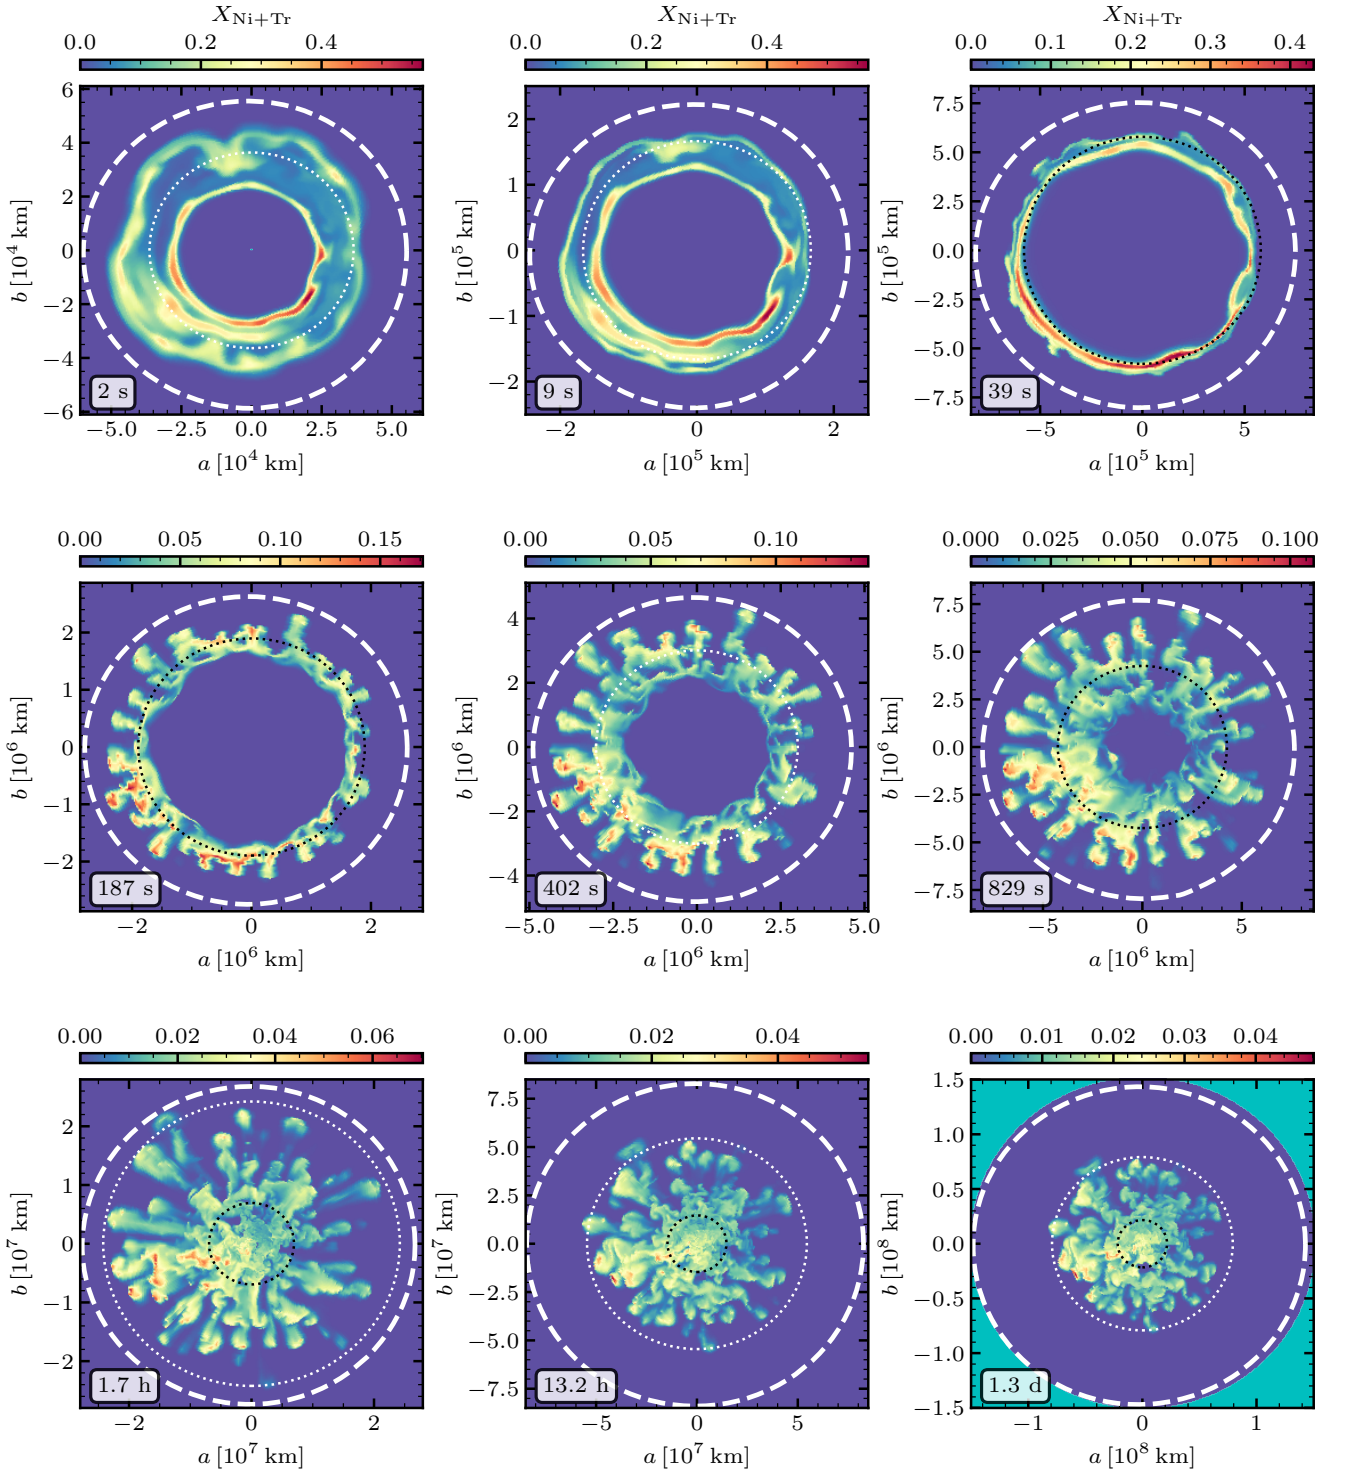 X_Ni+Tr X_Ni+Tr X_Ni+Tr
0.0 0.2 0.4 0.0 0.2 0.4 0.0 0.1 0.2 0.3 0.4
6 4 2 0 −2 −4 −6
b [10^4 km]
2 s
−5.0 −2.5 0.0 2.5 5.0
a [10^4 km]
2 1 0 −1 −2
b [10^5 km]
9 s
−2 0 2
a [10^5 km]
7.5 5.0 2.5 0.0 −2.5 −5.0 −7.5
b [10^5 km]
39 s
−5 0 5
a [10^5 km]
0.00 0.05 0.10 0.15 0.00 0.05 0.10 0.000 0.025 0.050 0.075 0.100
2 1 0 −1 −2
b [10^6 km]
187 s
−2 0 2
a [10^6 km]
4 2 0 −2 −4
b [10^6 km]
402 s
−5.0 −2.5 0.0 2.5 5.0
a [10^6 km]
7.5 5.0 2.5 0.0 −2.5 −5.0 −7.5
b [10^6 km]
829 s
−5 0 5
a [10^6 km]
0.00 0.02 0.04 0.06 0.00 0.02 0.04 0.00 0.01 0.02 0.03 0.04
2 1 0 −1 −2
b [10^7 km]
1.7 h
−2 0 2
a [10^7 km]
7.5 5.0 2.5 0.0 −2.5 −5.0 −7.5
b [10^7 km]
13.2 h
−5 0 5
a [10^7 km]
1.5 1.0 0.5 0.0 −0.5 −1.0 −1.5
b [10^8 km]
1.3 d
−1 0 1
a [10^8 km]